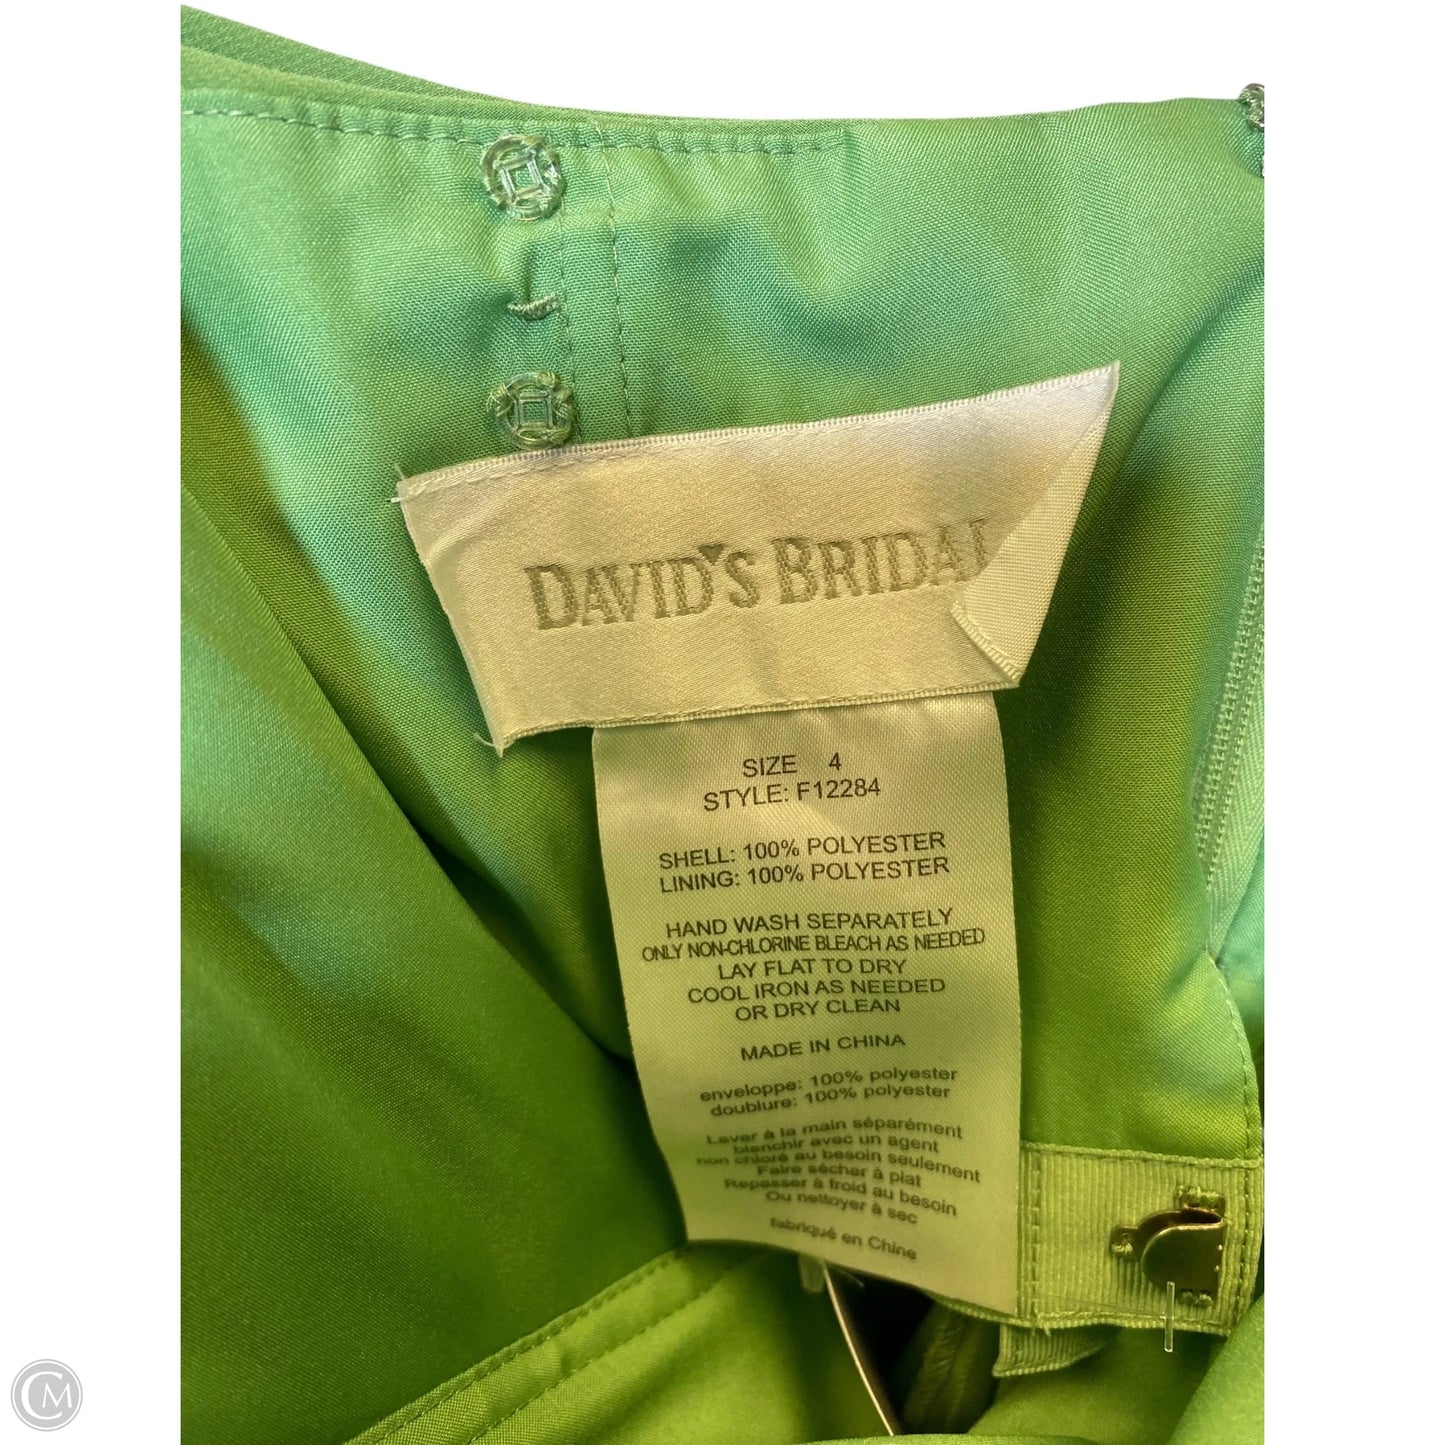 DAVID'S BRIDAL
SIZE 4
STYLE: F12284
SHELL: 100% POLYESTER
LINING: 100% POLYESTER
HAND WASH SEPARATELY
ONLY NON-CHLORINE BLEACH AS NEEDED
LAY FLAT TO DRY
COOL IRON AS NEEDED
OR DRY CLEAN
MADE IN CHINA
enveloppe: 100% polyester
doublure: 100% polyester
Laver à la main séparément
blanchir avec un agent
non chloré au besoin seulement
Faire sécher à plat
Repasser à froid au besoin
Ou nettoyer à sec
fabriqué en Chine
CM